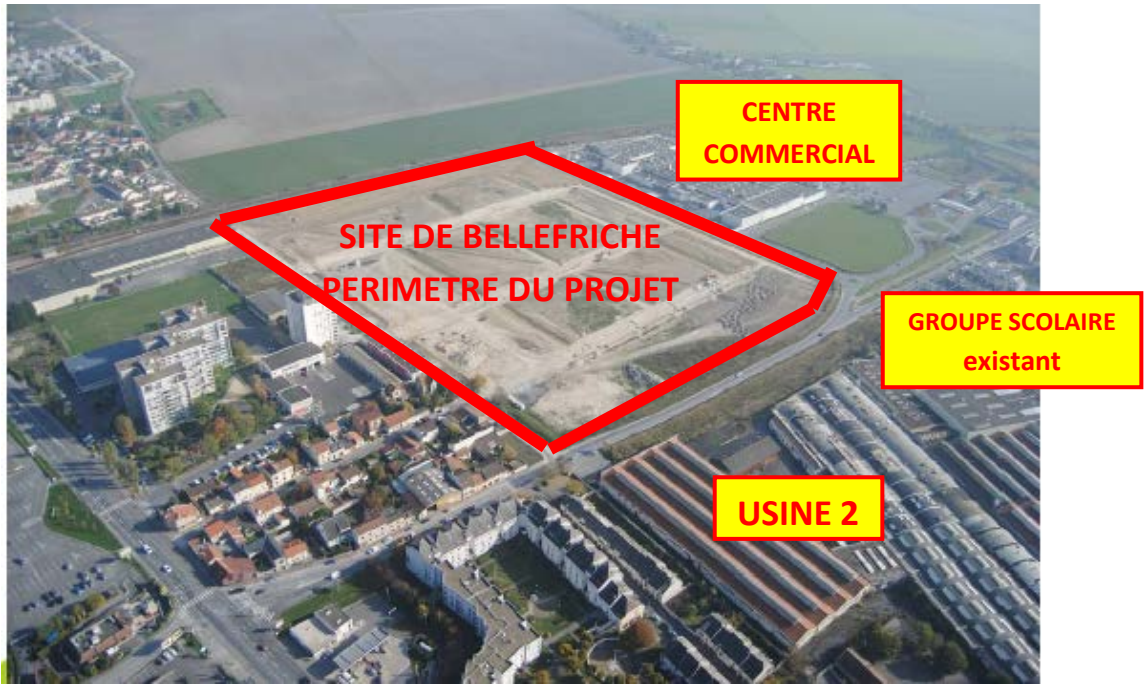 CENTRE
COMMERCIAL
SITE DE BELLEFRICHE
PERIMETRE DU PROJET
GROUPE SCOLAIRE
existant
USINE 2